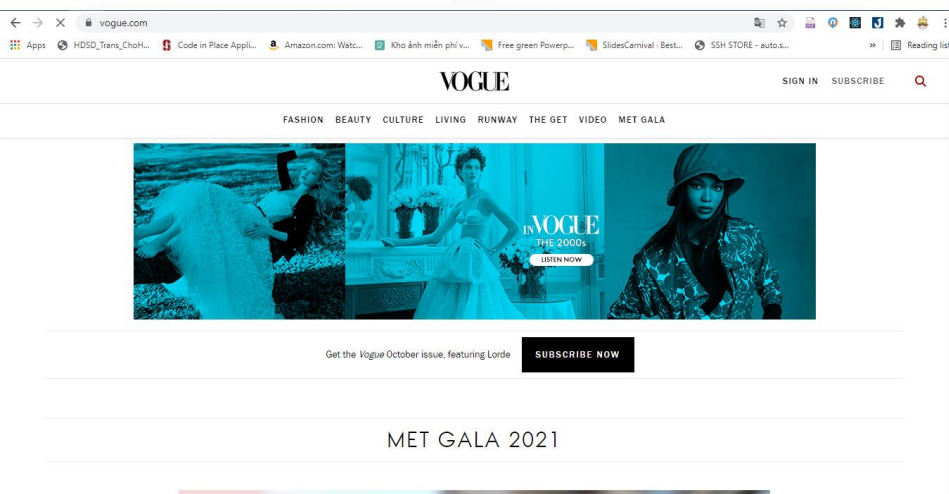 vogue.com
Apps HDSD_Trans_ChoH... Code in Place Appli... Amazon.com: Watc... Kho ảnh miễn phí v... Free green Powerp... SlidesCarnival - Best... SSH STORE - auto.s... » Reading list
VOGUE
SIGN IN SUBSCRIBE
FASHION BEAUTY CULTURE LIVING RUNWAY THE GET VIDEO MET GALA
IN VOGUE
THE 2000s
LISTEN NOW
Get the Vogue October issue, featuring Lorde SUBSCRIBE NOW
MET GALA 2021